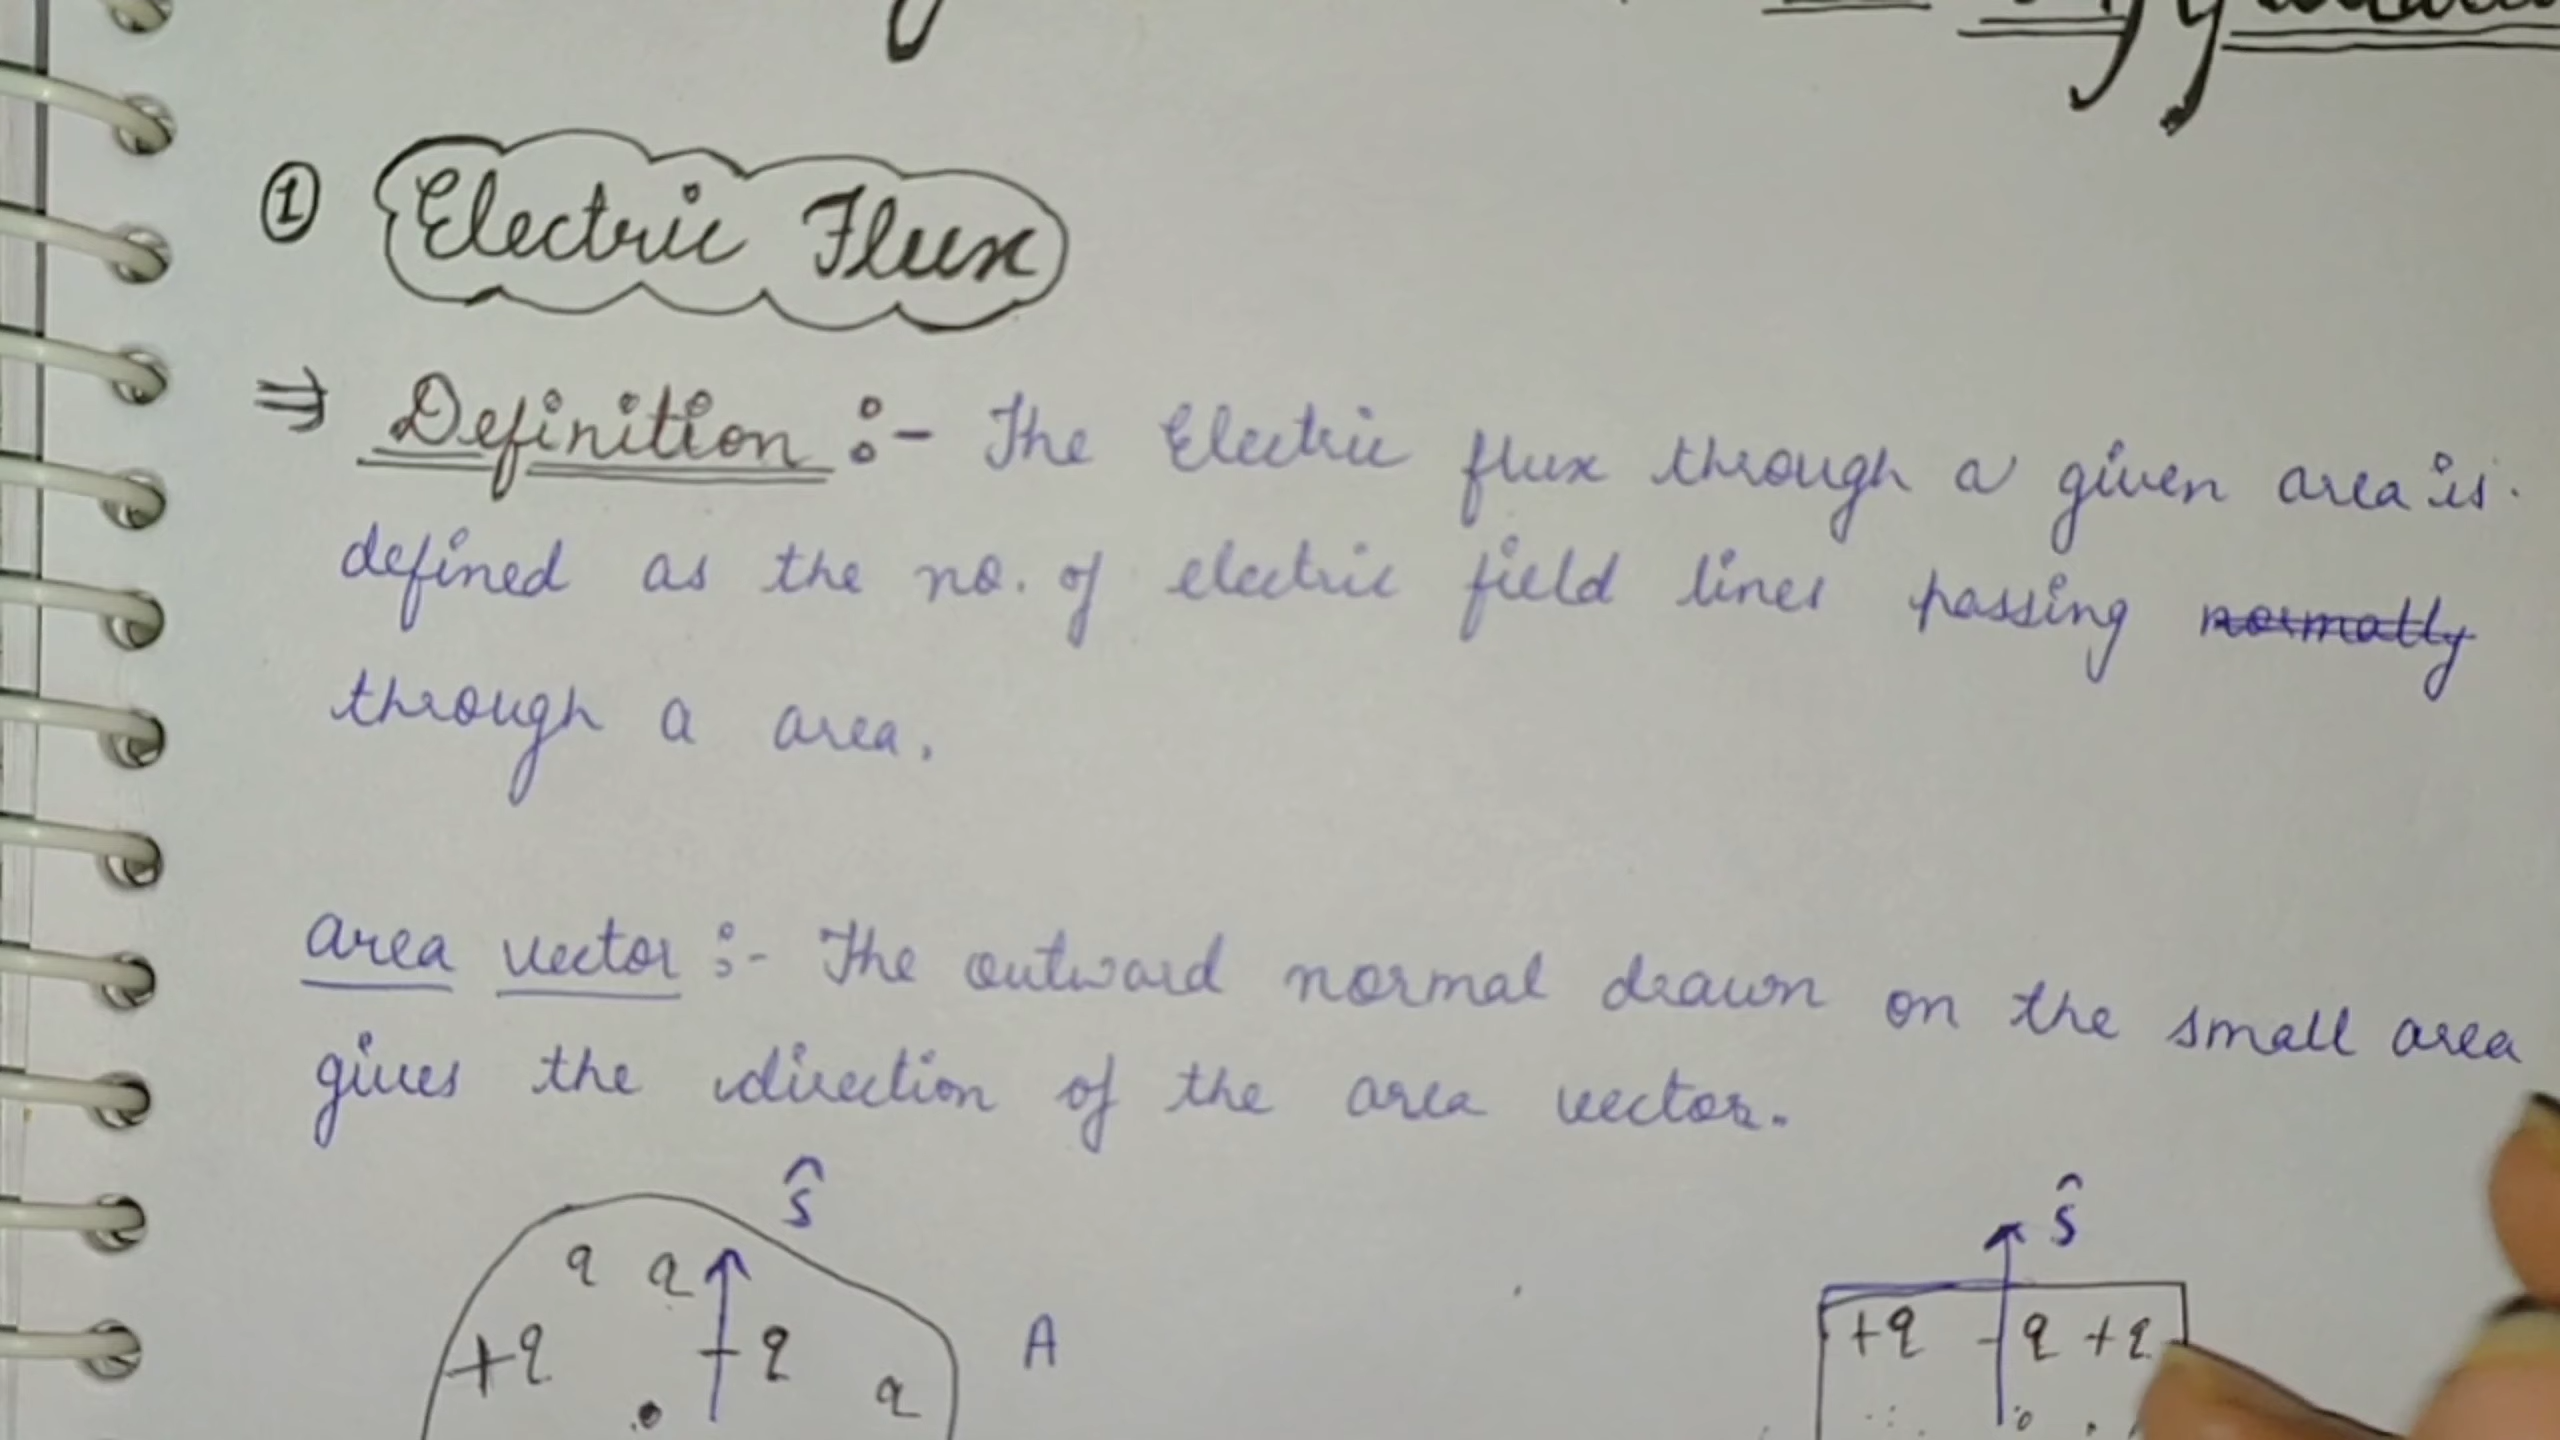 ① Electric Flux
⇒ Definition :- The Electric flux through a given area is
defined as the no. of electric field lines passing normally
through a area.
area vector :- The outward normal drawn on the small area
gives the direction of the area vector.
ŝ
q q
+q -q
q
A
ŝ
+q -q +q